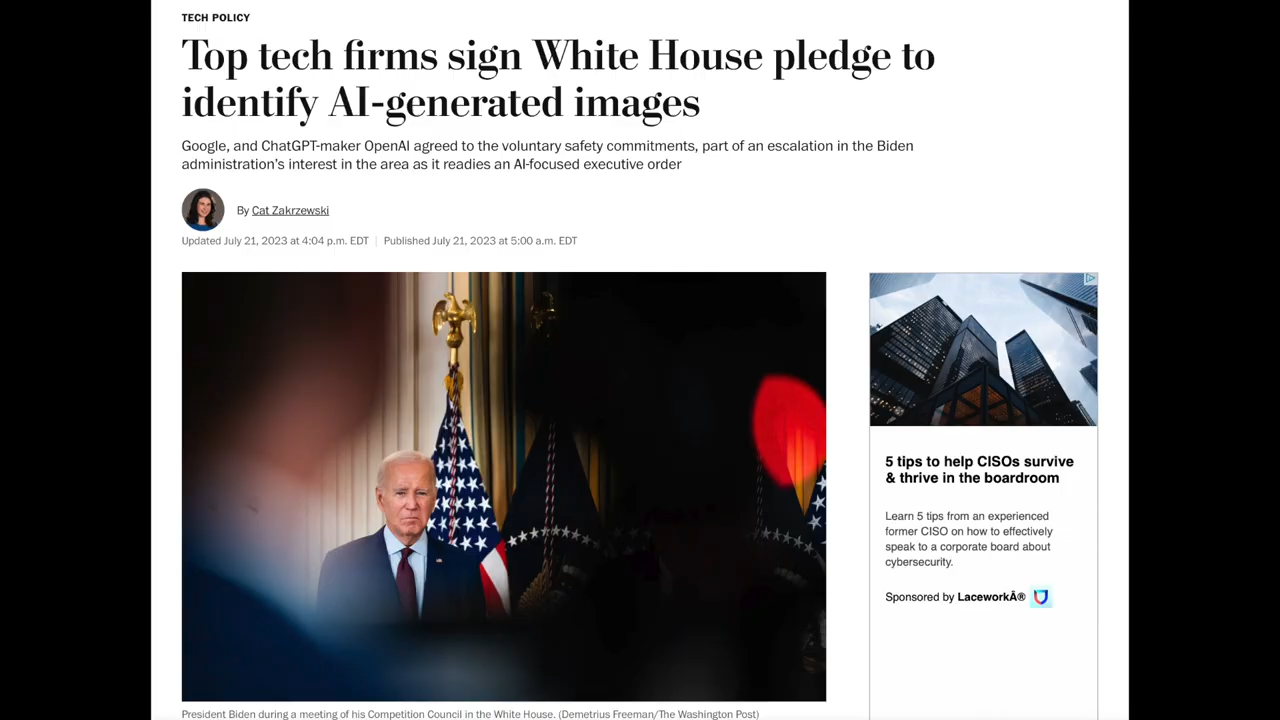 TECH POLICY
Top tech firms sign White House pledge to
identify AI-generated images
Google, and ChatGPT-maker OpenAI agreed to the voluntary safety commitments, part of an escalation in the Biden
administration's interest in the area as it readies an AI-focused executive order
By Cat Zakrzewski
Updated July 21, 2023 at 4:04 p.m. EDT | Published July 21, 2023 at 5:00 a.m. EDT
President Biden during a meeting of his Competition Council in the White House. (Demetrius Freeman/The Washington Post)
5 tips to help CISOs survive
& thrive in the boardroom
Learn 5 tips from an experienced
former CISO on how to effectively
speak to a corporate board about
cybersecurity.
Sponsored by LaceworkÂ®